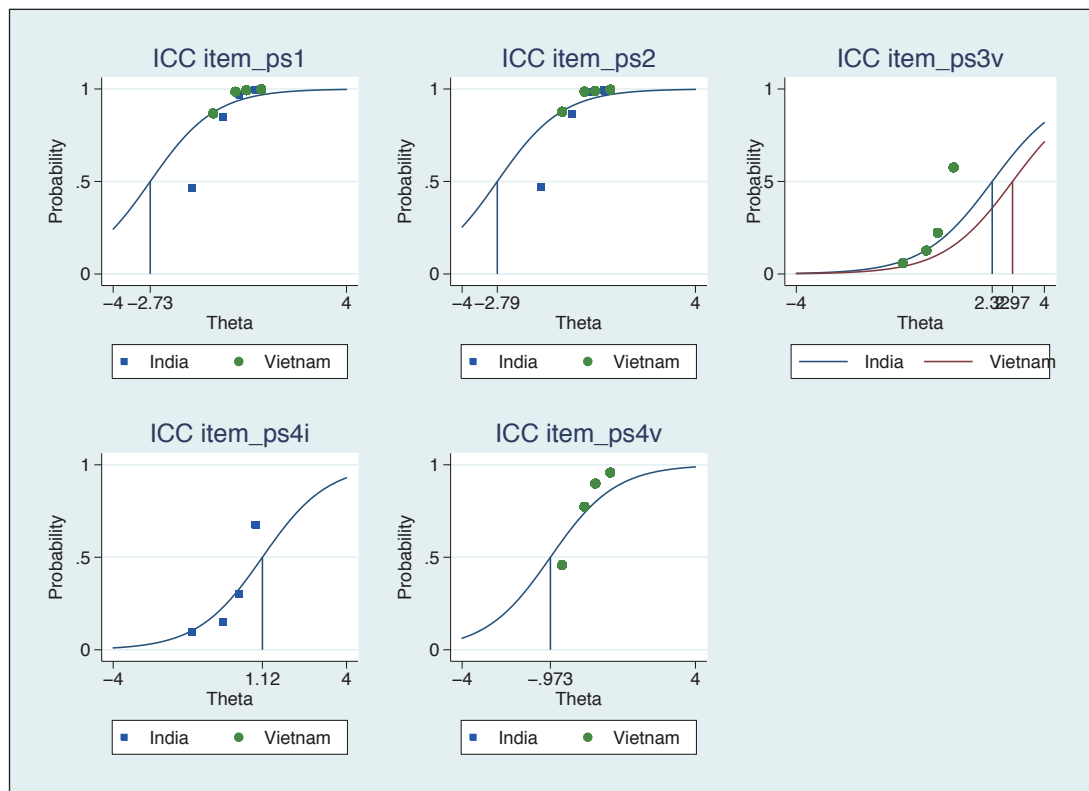 ICC item_ps1
Probability
1
.5
0
−4 −2.73 4
Theta
India Vietnam
ICC item_ps2
Probability
1
.5
0
−4 −2.79 4
Theta
India Vietnam
ICC item_ps3v
Probability
1
.5
0
−4 2.97 4
Theta
India Vietnam
ICC item_ps4i
Probability
1
.5
0
−4 1.12 4
Theta
India Vietnam
ICC item_ps4v
Probability
1
.5
0
−4 −.973 4
Theta
India Vietnam